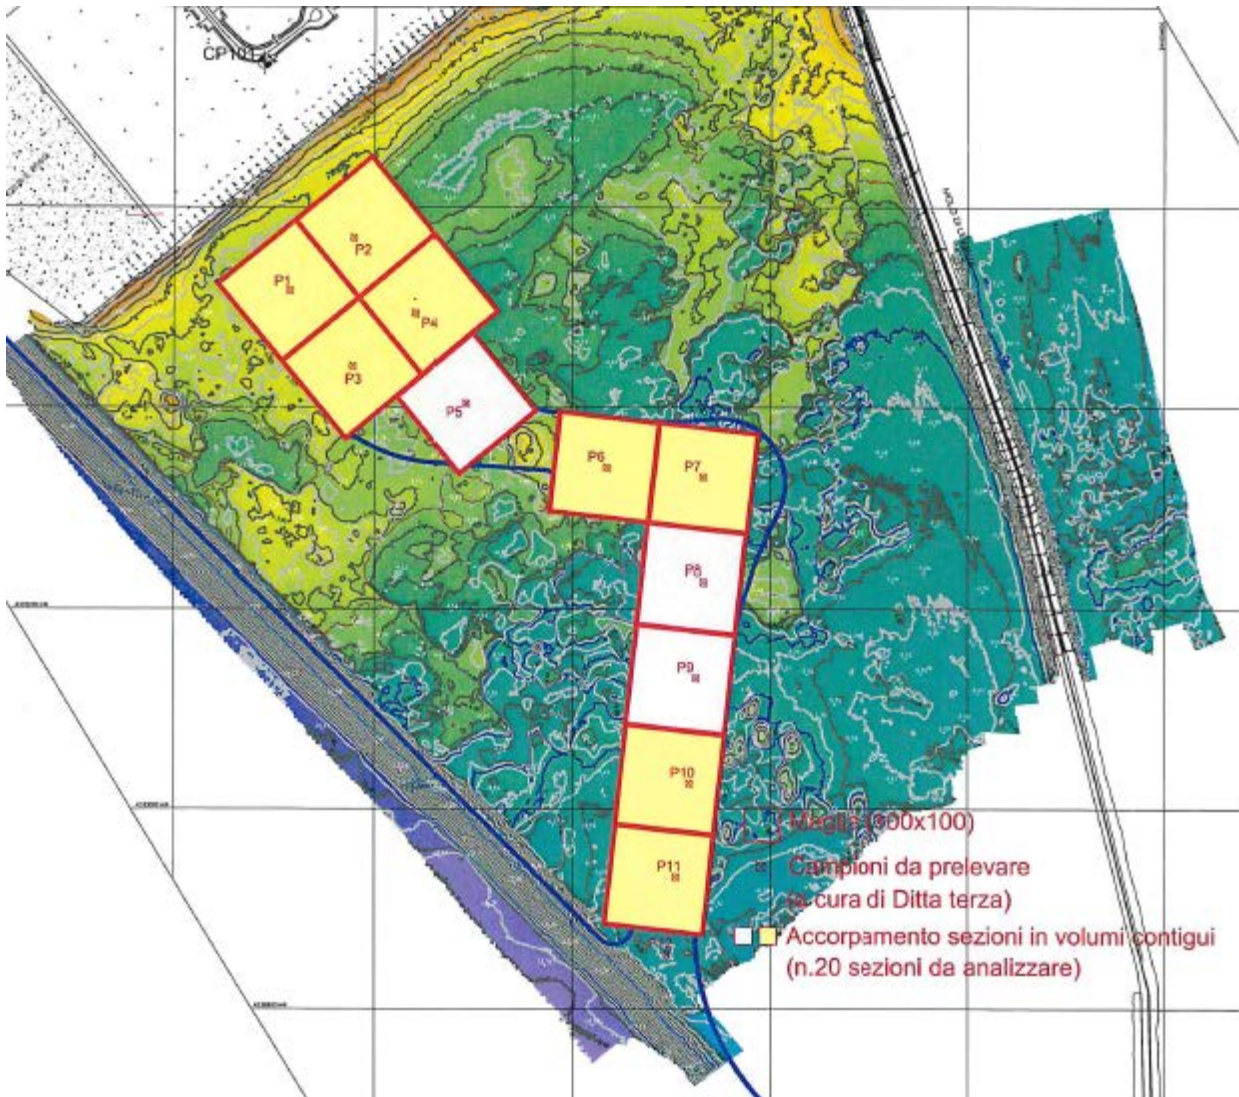 CP101
P2
P1
P4
P3
P5
P6
P7
P8
P9
P10
P11
Maglia (100x100)
Campioni da prelevare
(a cura di Ditta terza)
Accorpamento sezioni in volumi contigui
(n.20 sezioni da analizzare)